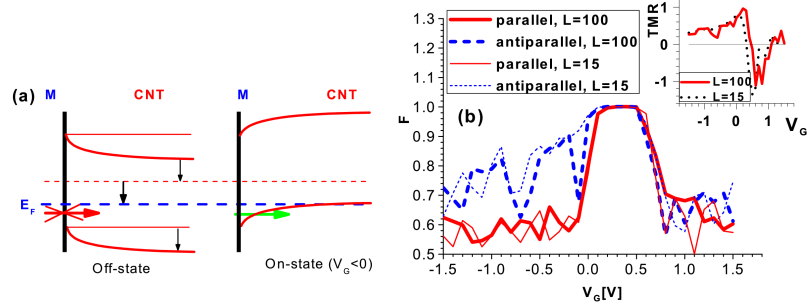 (a)
M
CNT
M
CNT
E_F
Off-state
On-state (V_G<0)
parallel, L=100
antiparallel, L=100
parallel, L=15
antiparallel, L=15
(b)
F
1.3
1.2
1.1
1.0
0.9
0.8
0.7
0.6
0.5
-1.5
-1.0
-0.5
0.0
0.5
1.0
1.5
V_G[V]
TMR
1
0
-1
L=100
L=15
-1
0
1
V_G